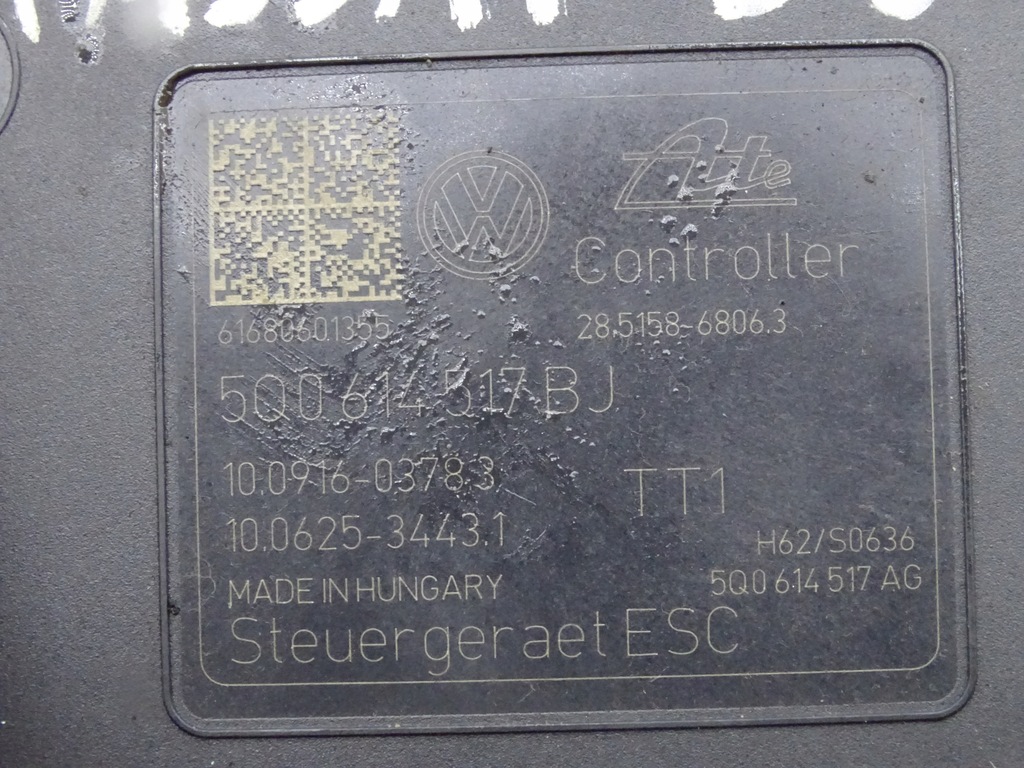 Ate
Controller
61680601355
28.5158-6806.3
5Q0 614 517 BJ
10.0916-0378.3
TT1
10.0625-3443.1
H62/S0636
MADE IN HUNGARY
5Q0 614 517 AG
Steuergeraet ESC